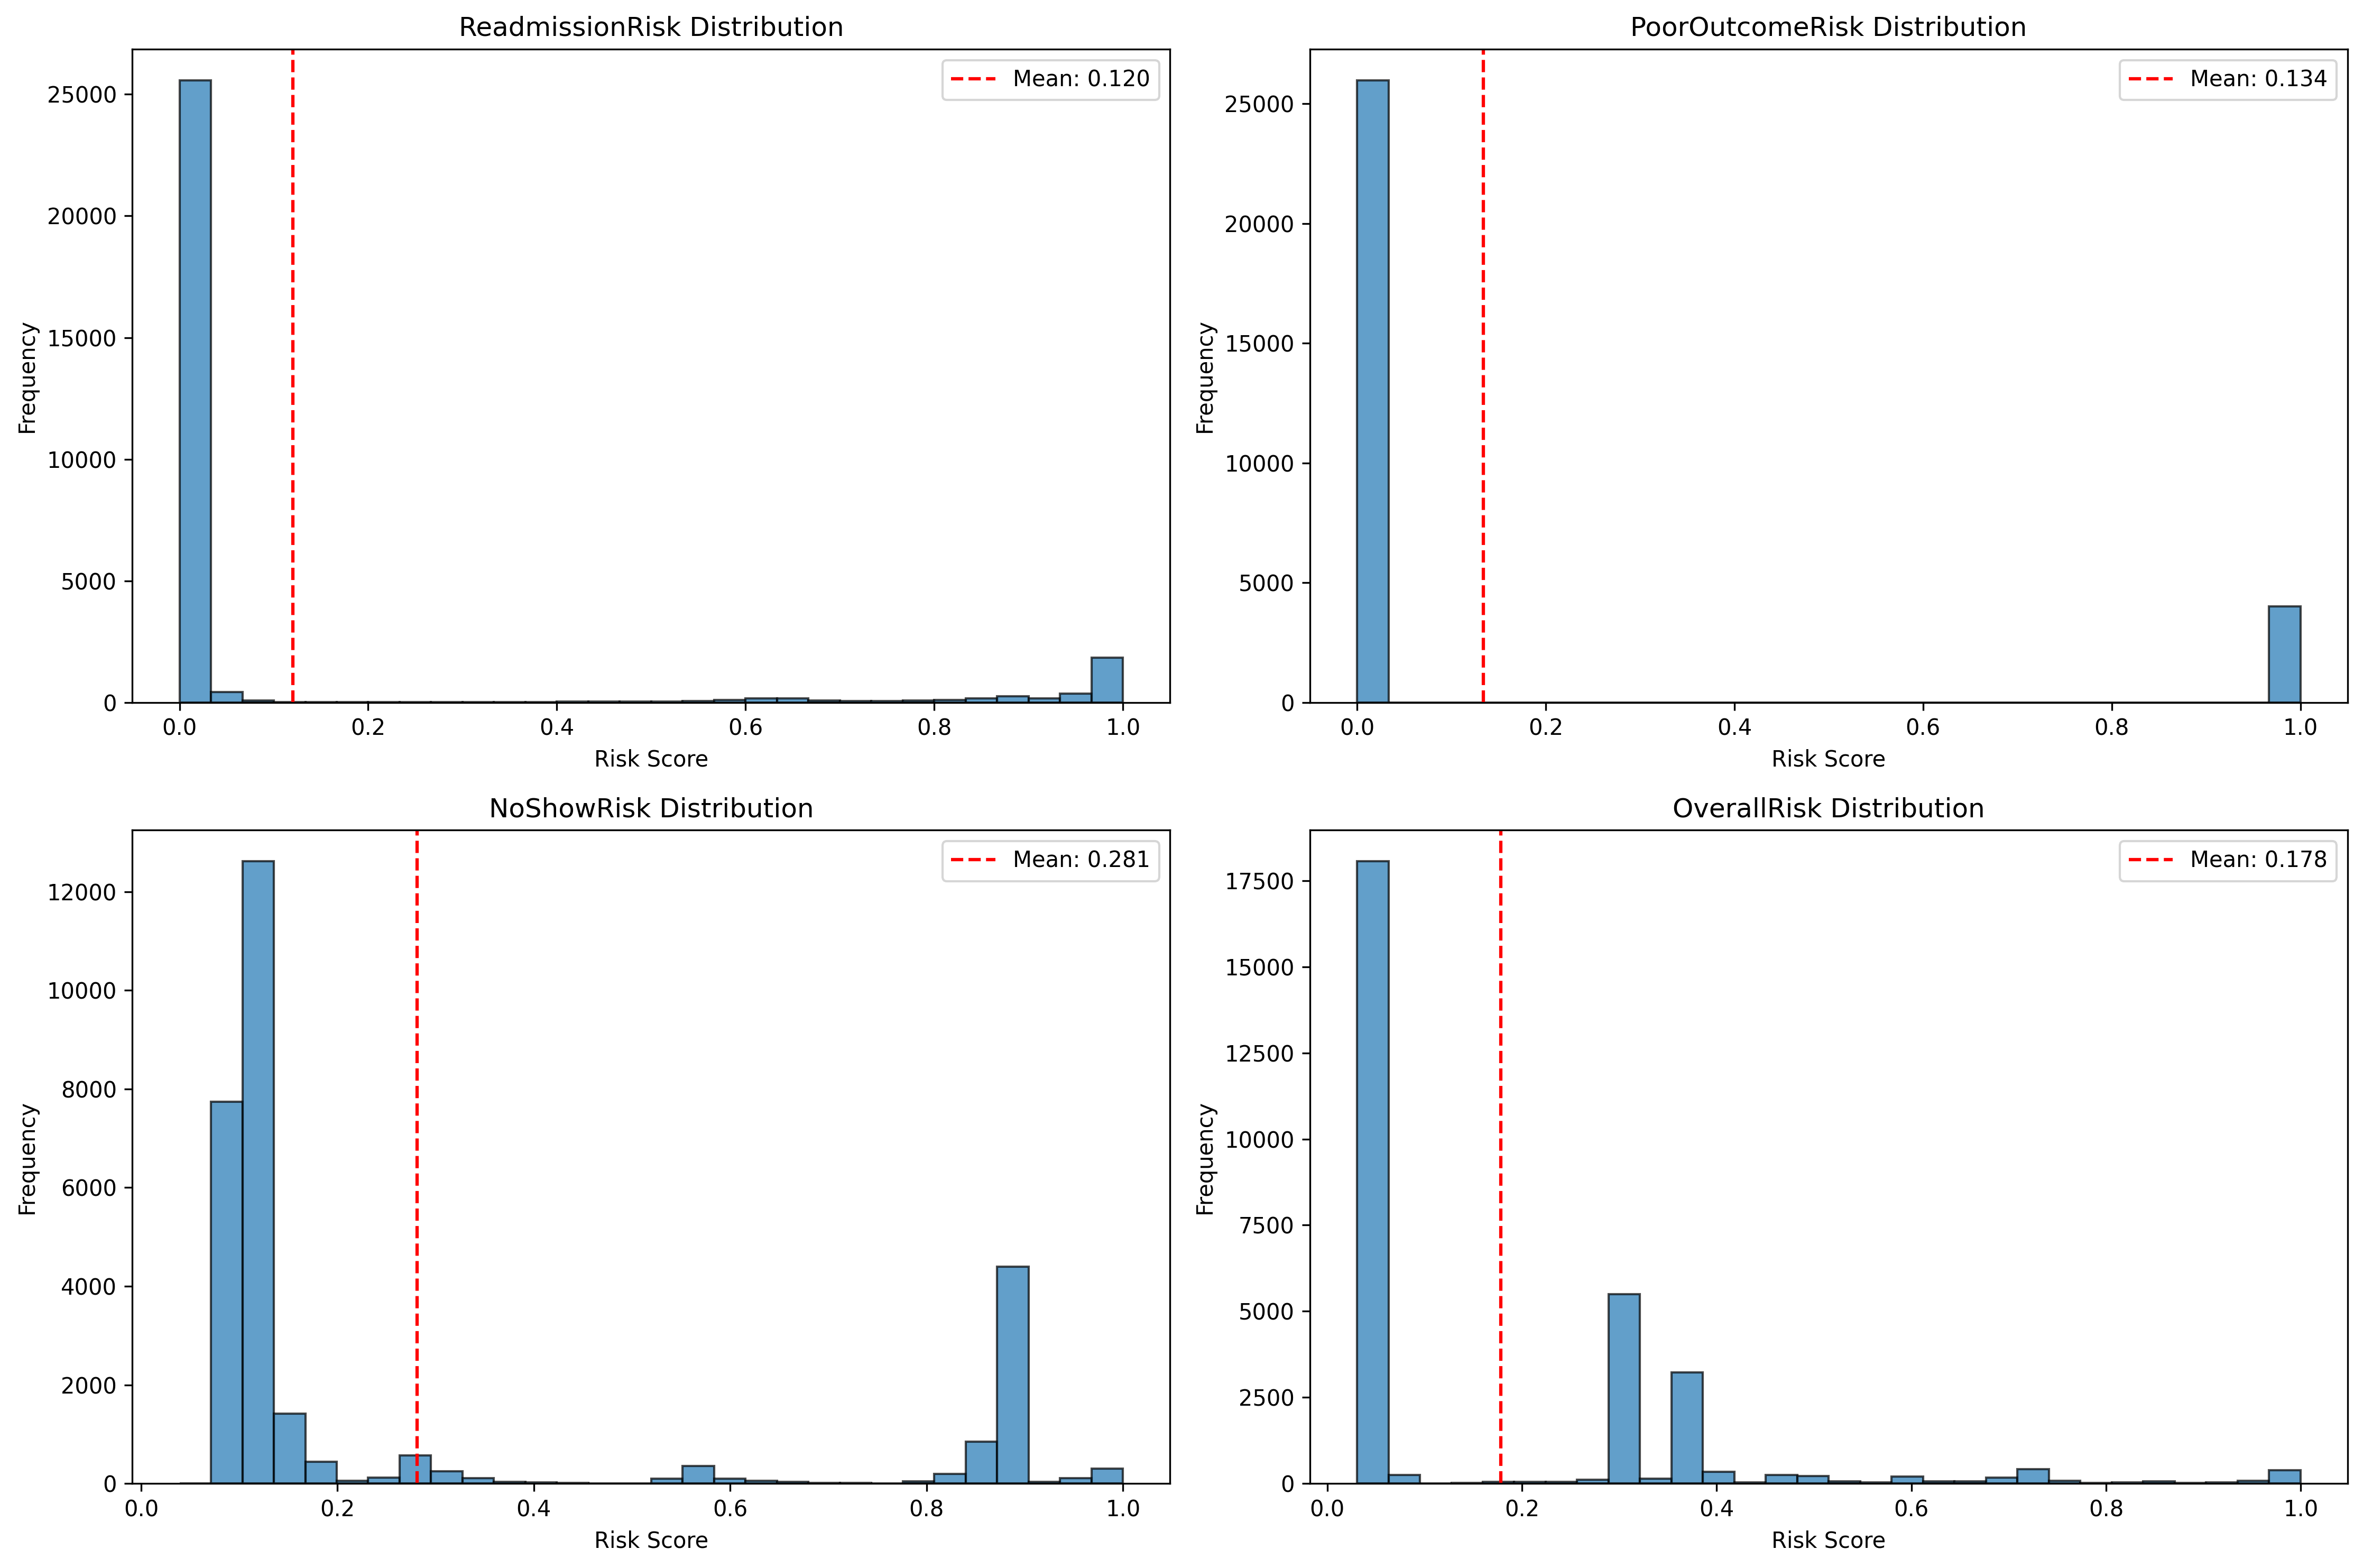 ReadmissionRisk Distribution
Mean: 0.120
Frequency
25000
20000
15000
10000
5000
0
0.0 0.2 0.4 0.6 0.8 1.0
Risk Score
PoorOutcomeRisk Distribution
Mean: 0.134
Frequency
25000
20000
15000
10000
5000
0
0.0 0.2 0.4 0.6 0.8 1.0
Risk Score
NoShowRisk Distribution
Mean: 0.281
Frequency
12000
10000
8000
6000
4000
2000
0
0.0 0.2 0.4 0.6 0.8 1.0
Risk Score
OverallRisk Distribution
Mean: 0.178
Frequency
17500
15000
12500
10000
7500
5000
2500
0
0.0 0.2 0.4 0.6 0.8 1.0
Risk Score